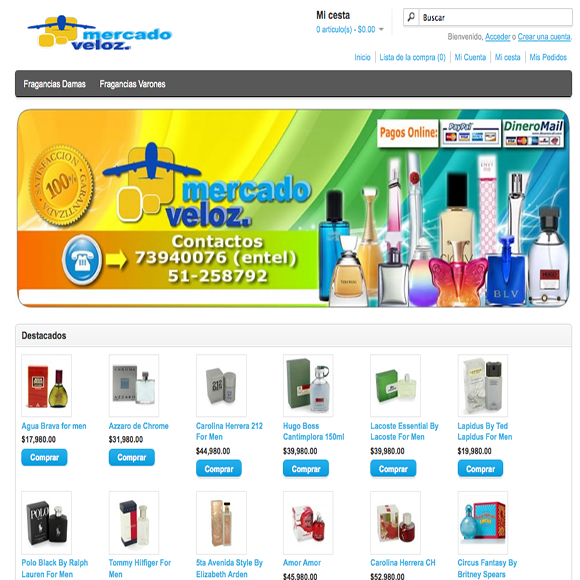 mercado
veloz.
Mi cesta
0 artículo(s) - $0.00
Buscar
Bienvenido, Acceder o Crear una cuenta.
Inicio Lista de la compra (0) Mi Cuenta Mi cesta Mis Pedidos
Fragancias Damas Fragancias Varones
SATISFACCION GARANTIZADA
100%
mercado
veloz.
Contactos
73940076 (entel)
51-258792
Pagos Online: PayPal DineroMail
BLV
HUGO
Destacados
Agua Brava for men
$17,980.00
Comprar
Azzaro de Chrome
$31,980.00
Comprar
Carolina Herrera 212
For Men
$44,980.00
Comprar
Hugo Boss
Cantimplora 150ml
$39,980.00
Comprar
Lacoste Essential By
Lacoste For Men
$39,980.00
Comprar
Lapidus By Ted
Lapidus For Men
$19,980.00
Comprar
POLO
Polo Black By Ralph
Lauren For Men
Tommy Hilfiger For
Men
5ta Avenida Style By
Elizabeth Arden
Amor Amor
$45,980.00
Carolina Herrera CH
$52,980.00
Circus Fantasy By
Britney Spears